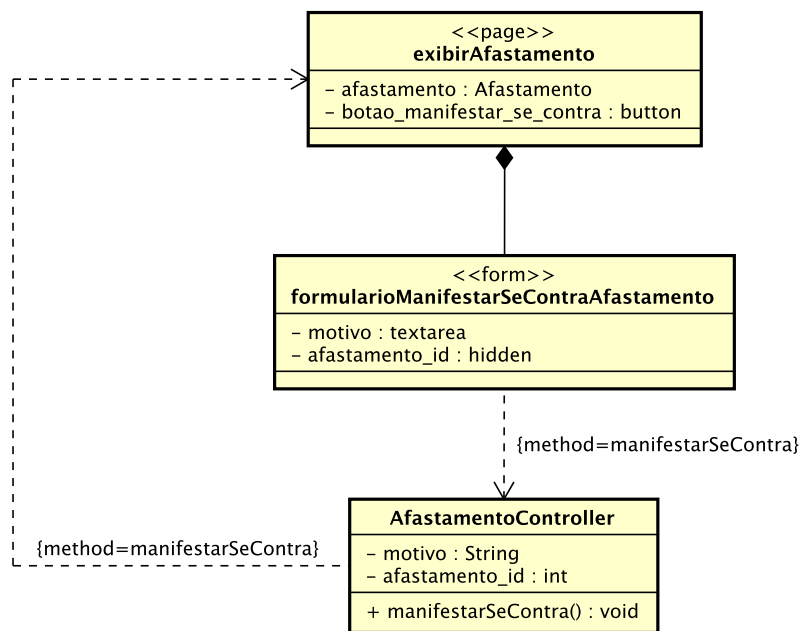 <<page>>
exibirAfastamento
– afastamento : Afastamento
– botao_manifestar_se_contra : button
<<form>>
formularioManifestarSeContraAfastamento
– motivo : textarea
– afastamento_id : hidden
{method=manifestarSeContra}
AfastamentoController
– motivo : String
– afastamento_id : int
+ manifestarSeContra() : void
{method=manifestarSeContra}